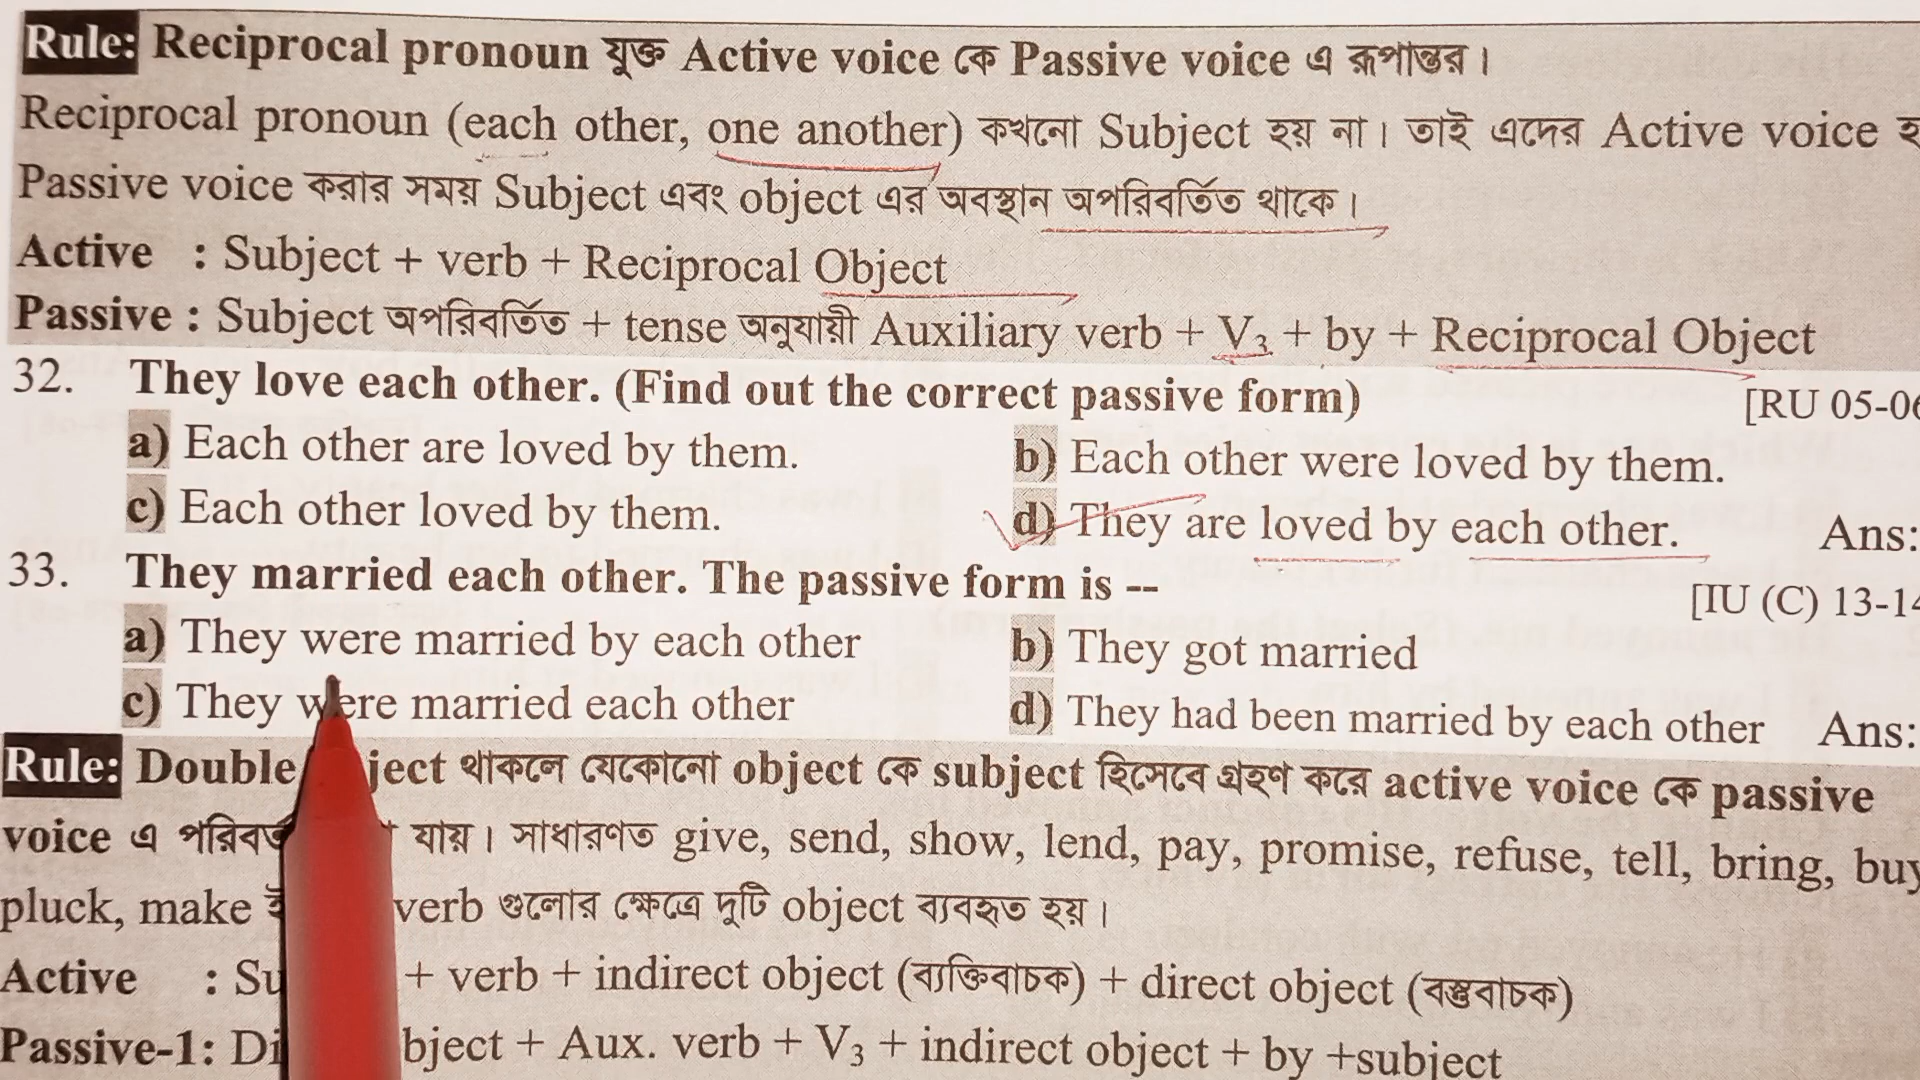 Rule: Reciprocal pronoun যুক্ত Active voice কে Passive voice এ রূপান্তর।
Reciprocal pronoun (each other, one another) কখনো Subject হয় না। তাই এদের Active voice
Passive voice করার সময় Subject এবং object এর অবস্থান অপরিবর্তিত থাকে।
Active : Subject + verb + Reciprocal Object
Passive : Subject অপরিবর্তিত + tense অনুযায়ী Auxiliary verb + V₃ + by + Reciprocal Object
32. They love each other. (Find out the correct passive form) [RU 05-06
a) Each other are loved by them. b) Each other were loved by them.
c) Each other loved by them. d) They are loved by each other. Ans:
33. They married each other. The passive form is -- [IU (C) 13-14
a) They were married by each other b) They got married
c) They were married each other d) They had been married by each other Ans:
Rule: Double ject থাকলে যেকোনো object কে subject হিসেবে গ্রহণ করে active voice কে passive
voice এ যায়। সাধারণত give, send, show, lend, pay, promise, refuse, tell, bring, buy
pluck, make verb গুলোর ক্ষেত্রে দুটি object ব্যবহৃত হয়।
Active : Su + verb + indirect object (ব্যক্তিবাচক) + direct object (বস্তুবাচক)
Passive-1: Di bject + Aux. verb + V₃ + indirect object + by +subject